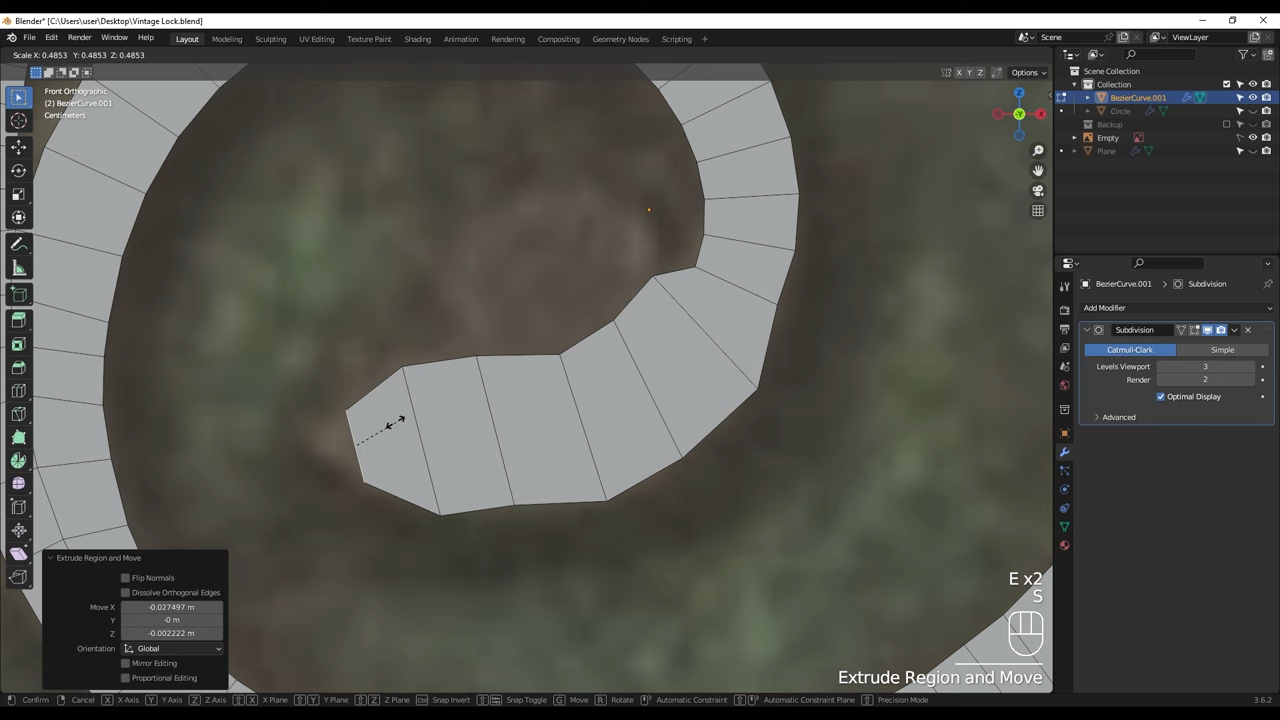 Blender* [C:\Users\user\Desktop\Vintage Lock.blend]
File Edit Render Window Help Layout Modeling Sculpting UV Editing Texture Paint Shading Animation Rendering Compositing Geometry Nodes Scripting + Scene ViewLayer
Scale X: 0.4853 Y: 0.4853 Z: 0.4853
X Y Z Options
Front Orthographic
(2) BezierCurve.001
Centimeters
Z
X
-Y
Scene Collection
Collection
BezierCurve.001
Circle
Backup
Empty
Plane
BezierCurve.001 > Subdivision
Add Modifier
Subdivision
Catmull-Clark Simple
Levels Viewport 3
Render 2
Optimal Display
Advanced
Extrude Region and Move
Flip Normals
Dissolve Orthogonal Edges
Move X -0.027497 m
Y -0 m
Z -0.002222 m
Orientation Global
Mirror Editing
Proportional Editing
E x2
S
Extrude Region and Move
Confirm Cancel X X Axis Y Y Axis Z Z Axis X X Plane Y Y Plane Z Z Plane Ctrl Snap Invert Snap Toggle G Move R Rotate Automatic Constraint Automatic Constraint Plane Precision Mode 3.6.2